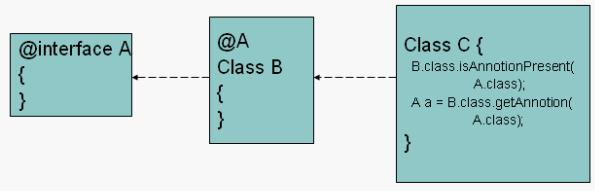 @interface A
{
}
@A
Class B
{
}
Class C {
B.class.isAnnotionPresent(
A.class);
A a = B.class.getAnnotion(
A.class);
}